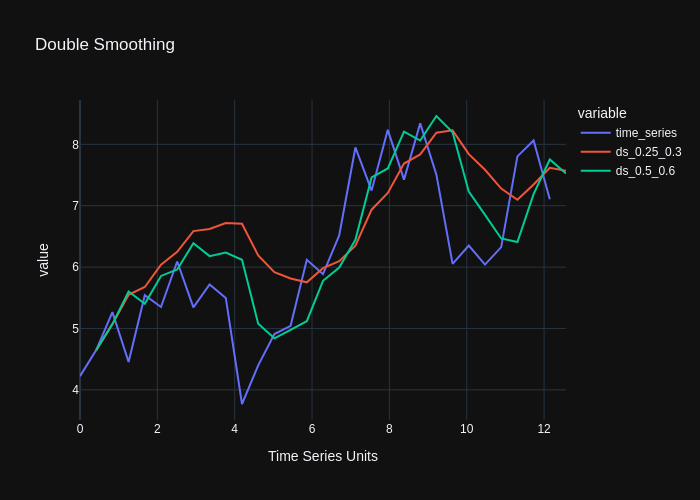 Double Smoothing
variable
time_series
ds_0.25_0.3
ds_0.5_0.6
value
8
7
6
5
4
0 2 4 6 8 10 12
Time Series Units